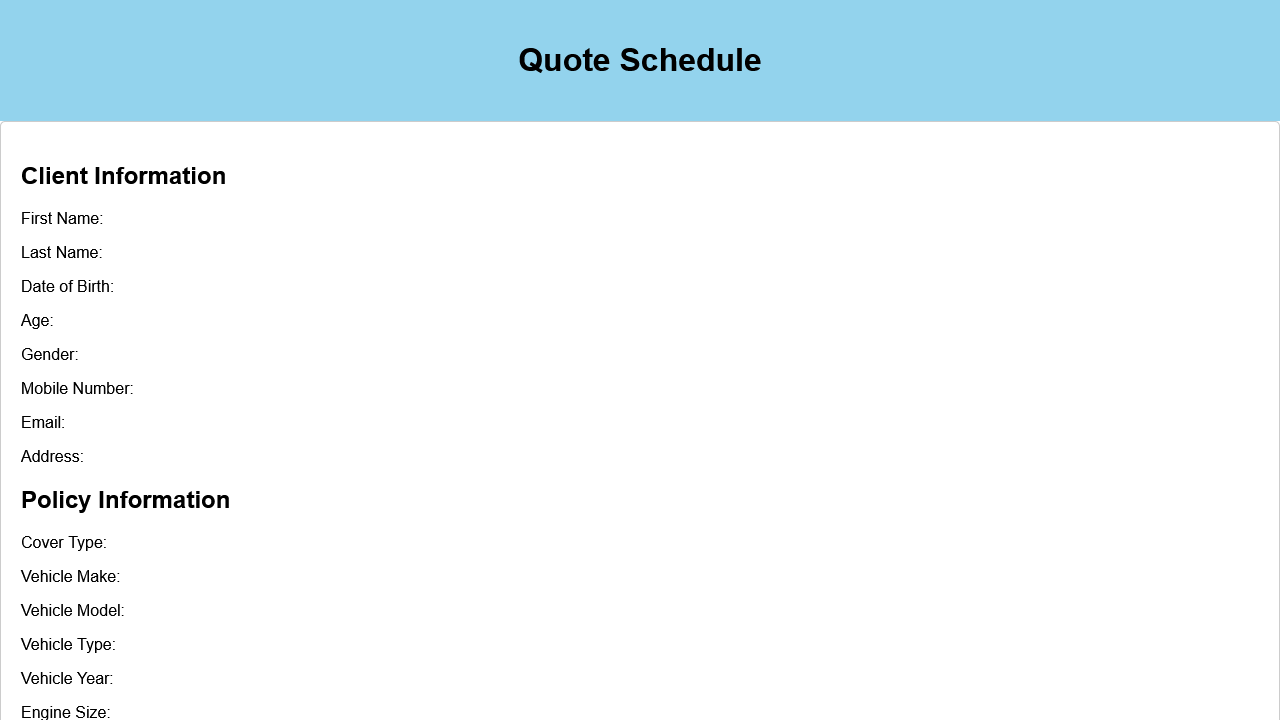 Quote Schedule
Client Information
First Name:
Last Name:
Date of Birth:
Age:
Gender:
Mobile Number:
Email:
Address:
Policy Information
Cover Type:
Vehicle Make:
Vehicle Model:
Vehicle Type:
Vehicle Year:
Engine Size: